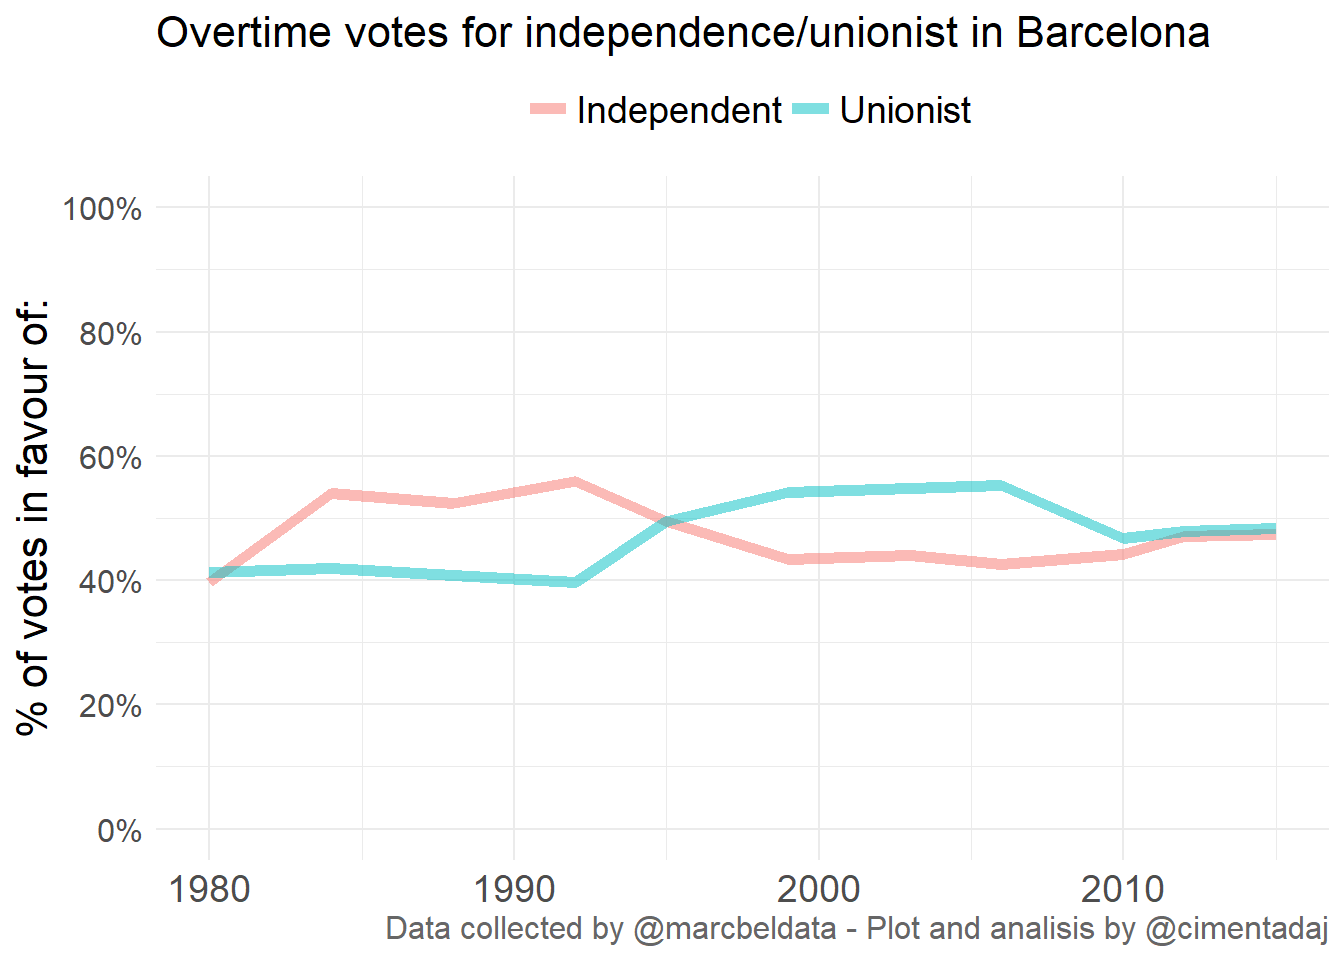 Overtime votes for independence/unionist in Barcelona
Independent Unionist
% of votes in favour of:
100%
80%
60%
40%
20%
0%
1980 1990 2000 2010
Data collected by @marcbeldata - Plot and analisis by @cimentadaj